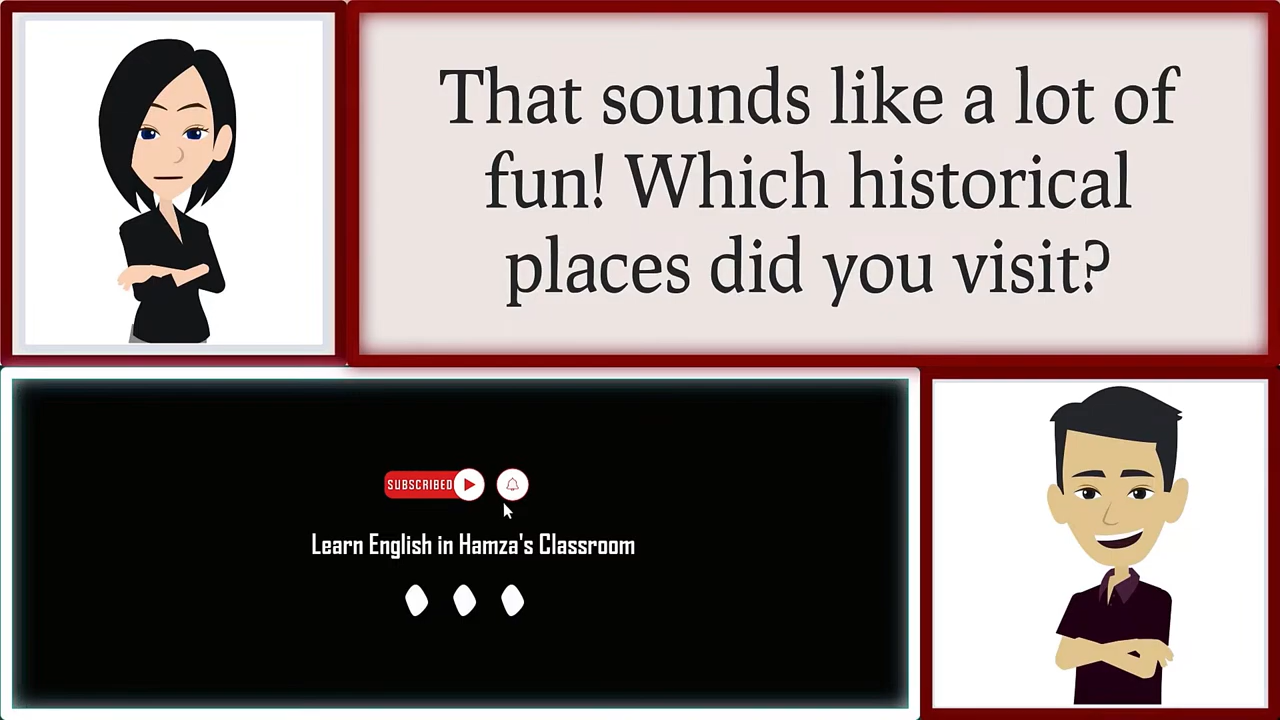 That sounds like a lot of
fun! Which historical
places did you visit?
SUBSCRIBED
Learn English in Hamza's Classroom